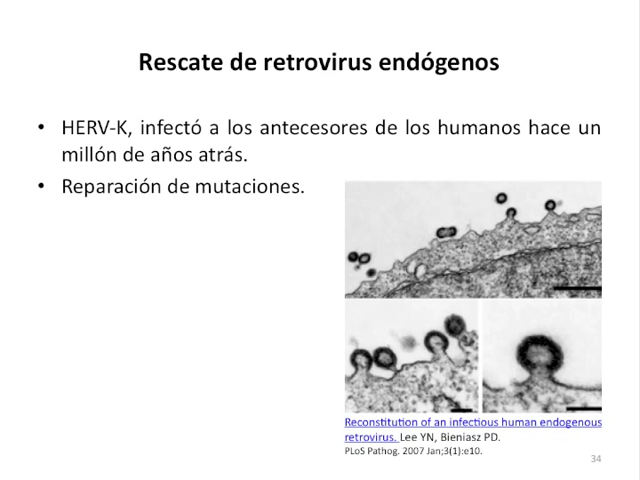 Rescate de retrovirus endógenos
• HERV-K, infectó a los antecesores de los humanos hace un
millón de años atrás.
• Reparación de mutaciones.
Reconstitution of an infectious human endogenous
retrovirus. Lee YN, Bieniasz PD.
PLoS Pathog. 2007 Jan;3(1):e10.
34